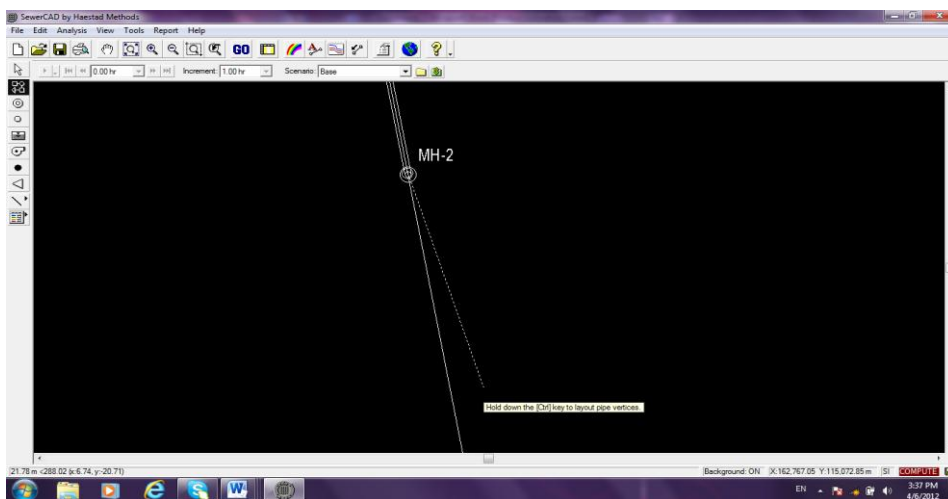 SewerCAD by Haestad Methods
File Edit Analysis View Tools Report Help
GO
0.00 hr Increment: 1.00 hr Scenario: Base
MH-2
Hold down the [Ctrl] key to layout pipe vertices.
21.78 m <288.02 (x:6.74, y:-20.71) Background: ON X:162,767.05 Y:115,072.85 m SI COMPUTE
EN 3:37 PM
4/6/2012